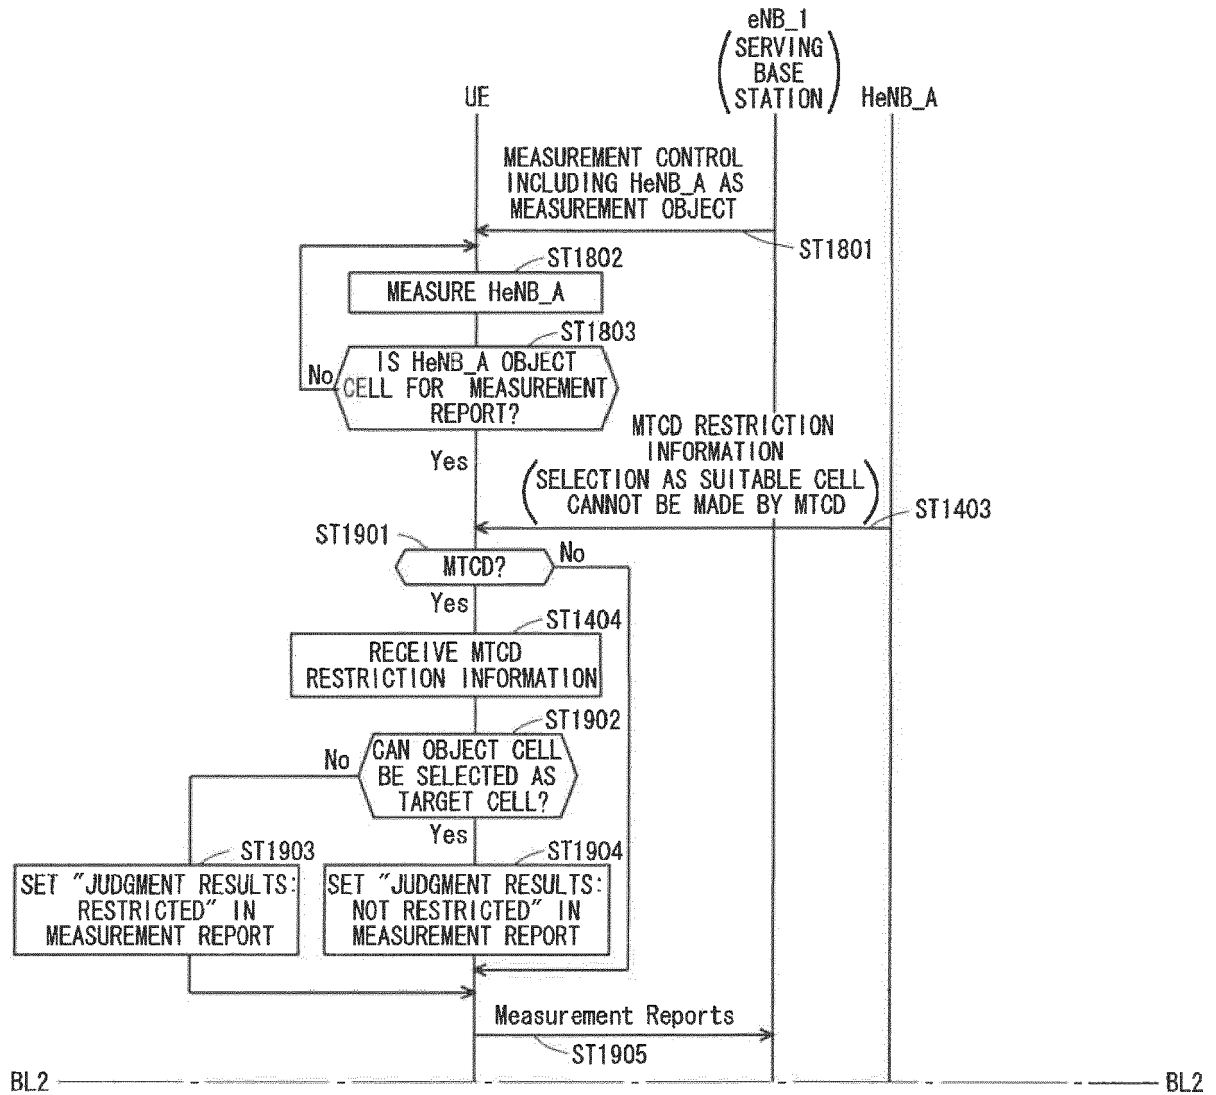 eNB_1
(SERVING
BASE
STATION)
UE
HeNB_A
MEASUREMENT CONTROL
INCLUDING HeNB_A AS
MEASUREMENT OBJECT
ST1801
ST1802
MEASURE HeNB_A
ST1803
IS HeNB_A OBJECT
CELL FOR MEASUREMENT
REPORT?
No
Yes
MTCD RESTRICTION
INFORMATION
(SELECTION AS SUITABLE CELL
CANNOT BE MADE BY MTCD)
ST1403
ST1901
MTCD?
No
Yes
ST1404
RECEIVE MTCD
RESTRICTION INFORMATION
ST1902
CAN OBJECT CELL
BE SELECTED AS
TARGET CELL?
No
Yes
ST1903
SET "JUDGMENT RESULTS:
RESTRICTED" IN
MEASUREMENT REPORT
ST1904
SET "JUDGMENT RESULTS:
NOT RESTRICTED" IN
MEASUREMENT REPORT
Measurement Reports
ST1905
BL2
BL2